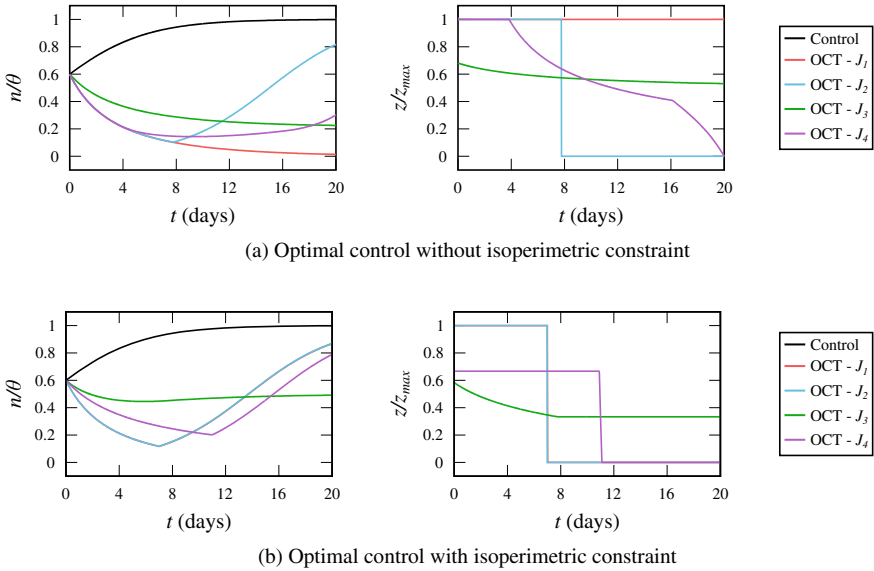 1
0.8
0.6
0.4
0.2
0
n/θ
0 4 8 12 16 20
t (days)
1
0.8
0.6
0.4
0.2
0
z/z_max
0 4 8 12 16 20
t (days)
Control
OCT - J₁
OCT - J₂
OCT - J₃
OCT - J₄
(a) Optimal control without isoperimetric constraint
1
0.8
0.6
0.4
0.2
0
n/θ
0 4 8 12 16 20
t (days)
1
0.8
0.6
0.4
0.2
0
z/z_max
0 4 8 12 16 20
t (days)
Control
OCT - J₁
OCT - J₂
OCT - J₃
OCT - J₄
(b) Optimal control with isoperimetric constraint